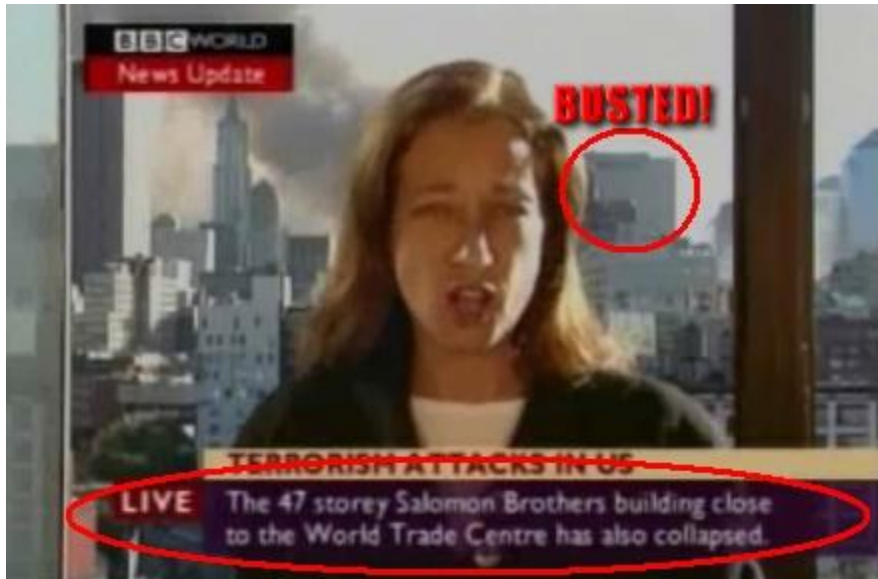 BBC WORLD
News Update
BUSTED!
TERRORISM ATTACKS IN US
LIVE
The 47 storey Salomon Brothers building close
to the World Trade Centre has also collapsed.